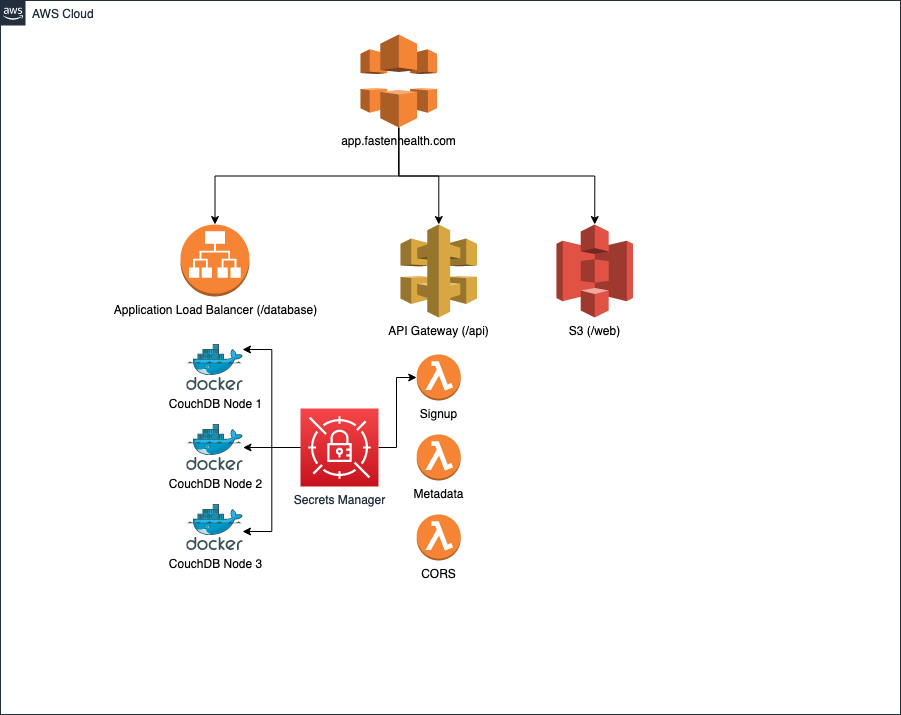 aws
AWS Cloud
app.fastenhealth.com
Application Load Balancer (/database)
API Gateway (/api)
S3 (/web)
docker
CouchDB Node 1
docker
CouchDB Node 2
docker
CouchDB Node 3
Secrets Manager
Signup
Metadata
CORS